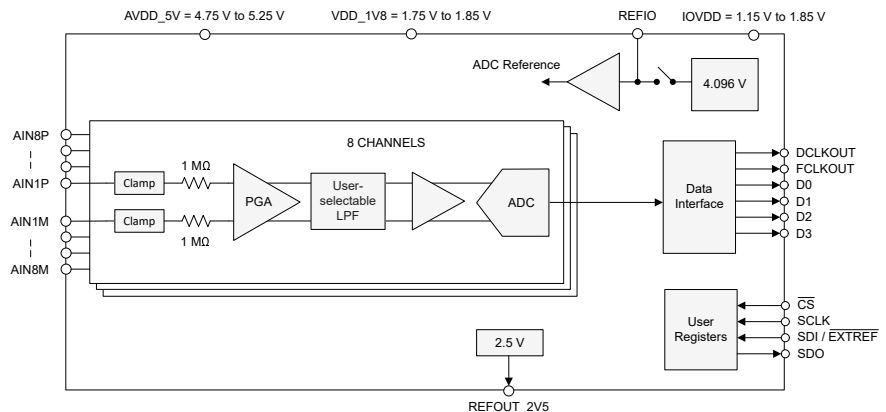 AVDD_5V = 4.75 V to 5.25 V
VDD_1V8 = 1.75 V to 1.85 V
REFIO
IOVDD = 1.15 V to 1.85 V
ADC Reference
4.096 V
8 CHANNELS
AIN8P
AIN1P
AIN1M
AIN8M
Clamp
Clamp
1 MΩ
1 MΩ
PGA
User-
selectable
LPF
ADC
Data
Interface
DCLKOUT
FCLKOUT
D0
D1
D2
D3
User
Registers
CS
SCLK
SDI / EXTREF
SDO
2.5 V
REFOUT_2V5